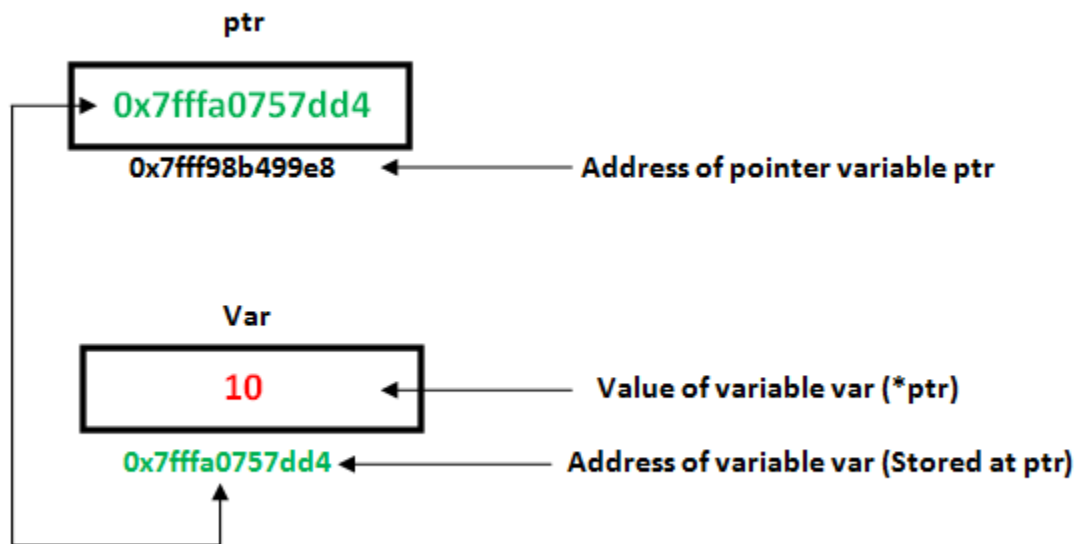 ptr
0x7fffa0757dd4
0x7fff98b499e8
Address of pointer variable ptr
Var
10
Value of variable var (*ptr)
0x7fffa0757dd4
Address of variable var (Stored at ptr)